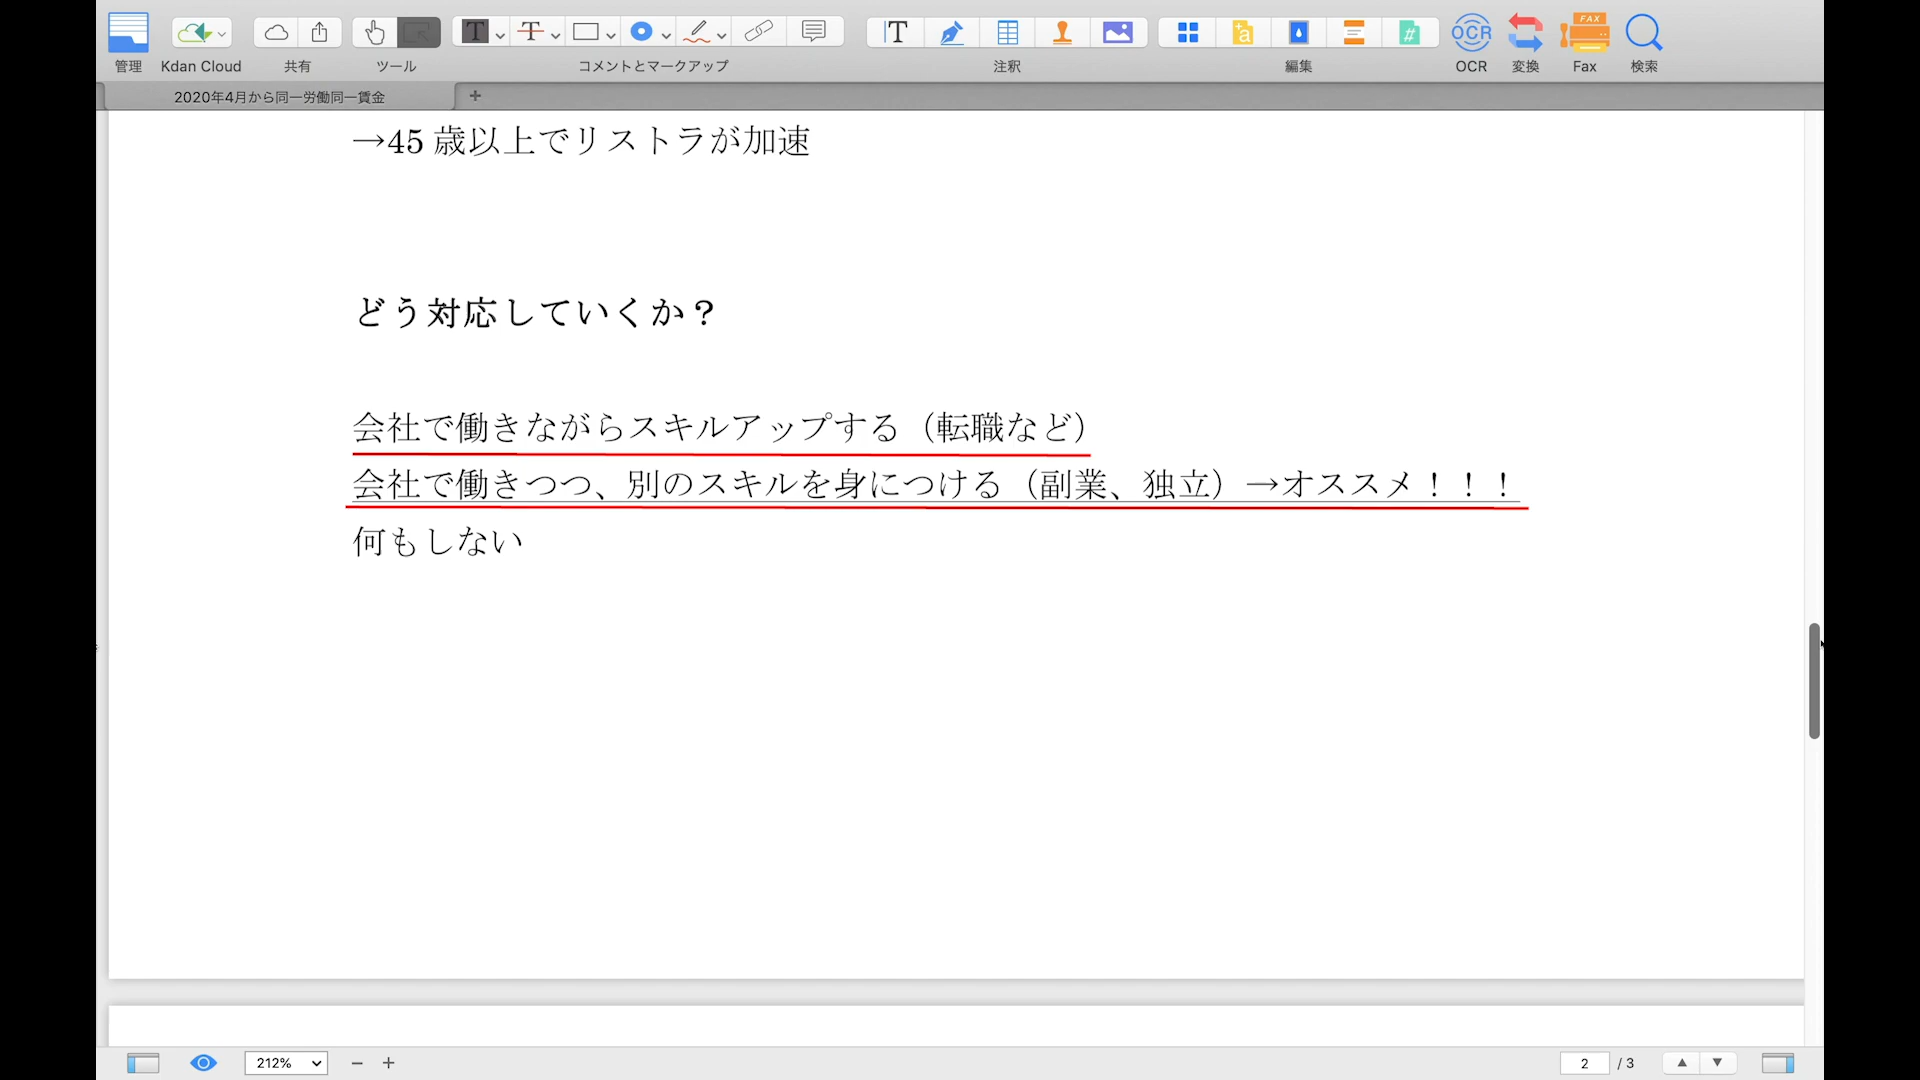 管理 Kdan Cloud 共有 ツール コメントとマークアップ 注釈 編集 OCR 変換 Fax 検索
2020年4月から同一労働同一賃金
→45 歳以上でリストラが加速
どう対応していくか？
会社で働きながらスキルアップする（転職など）
会社で働きつつ、別のスキルを身につける（副業、独立）→オススメ！！！
何もしない
212% 2 / 3